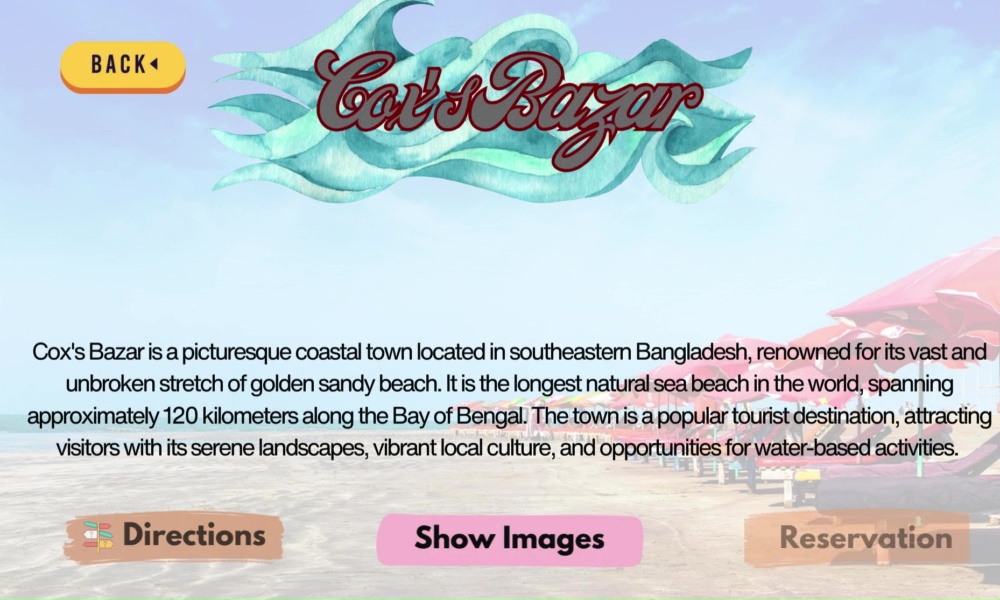 BACK
Cox's Bazar
Cox's Bazar is a picturesque coastal town located in southeastern Bangladesh, renowned for its vast and
unbroken stretch of golden sandy beach. It is the longest natural sea beach in the world, spanning
approximately 120 kilometers along the Bay of Bengal. The town is a popular tourist destination, attracting
visitors with its serene landscapes, vibrant local culture, and opportunities for water-based activities.
Directions
Show Images
Reservation